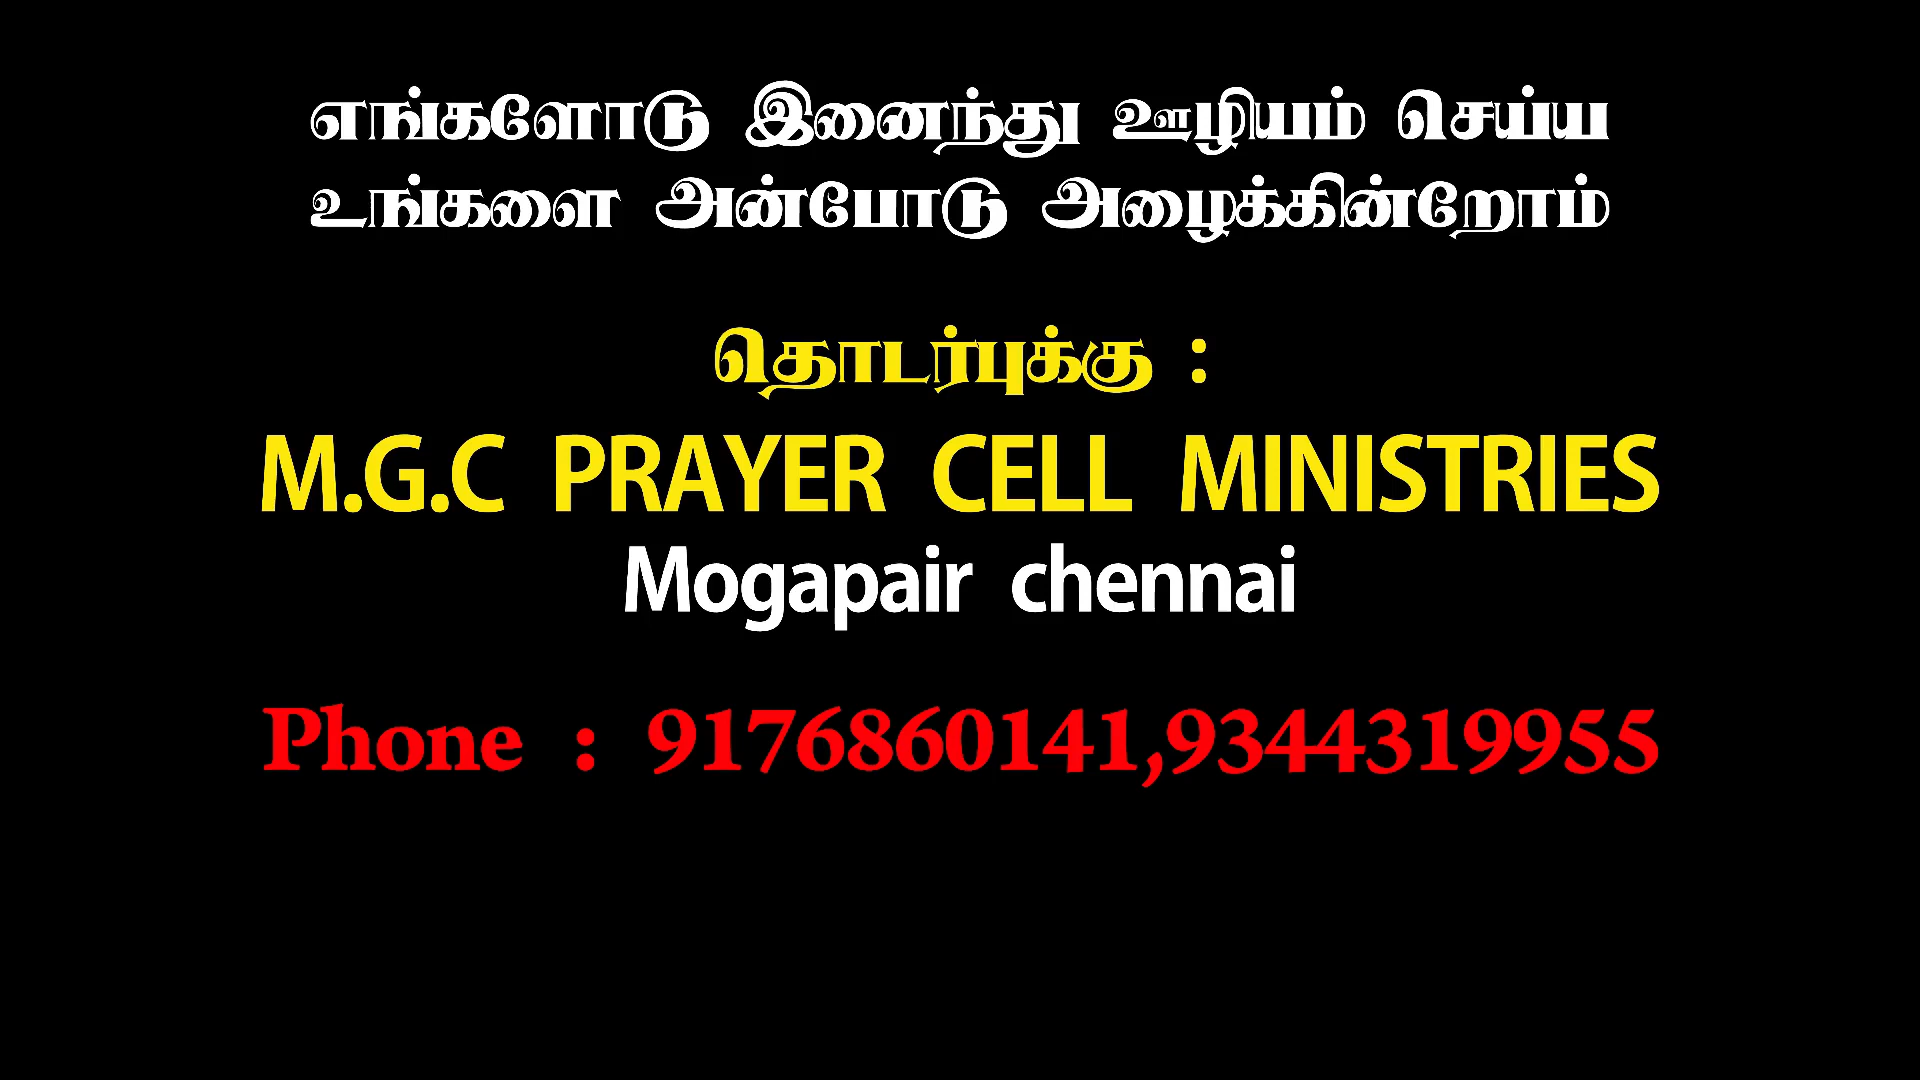 எங்களோடு இனைந்து ஊழியம் செய்ய
உங்களை அன்போடு அழைக்கின்றோம்
தொடர்புக்கு :
M.G.C PRAYER CELL MINISTRIES
Mogapair chennai
Phone : 9176860141,9344319955